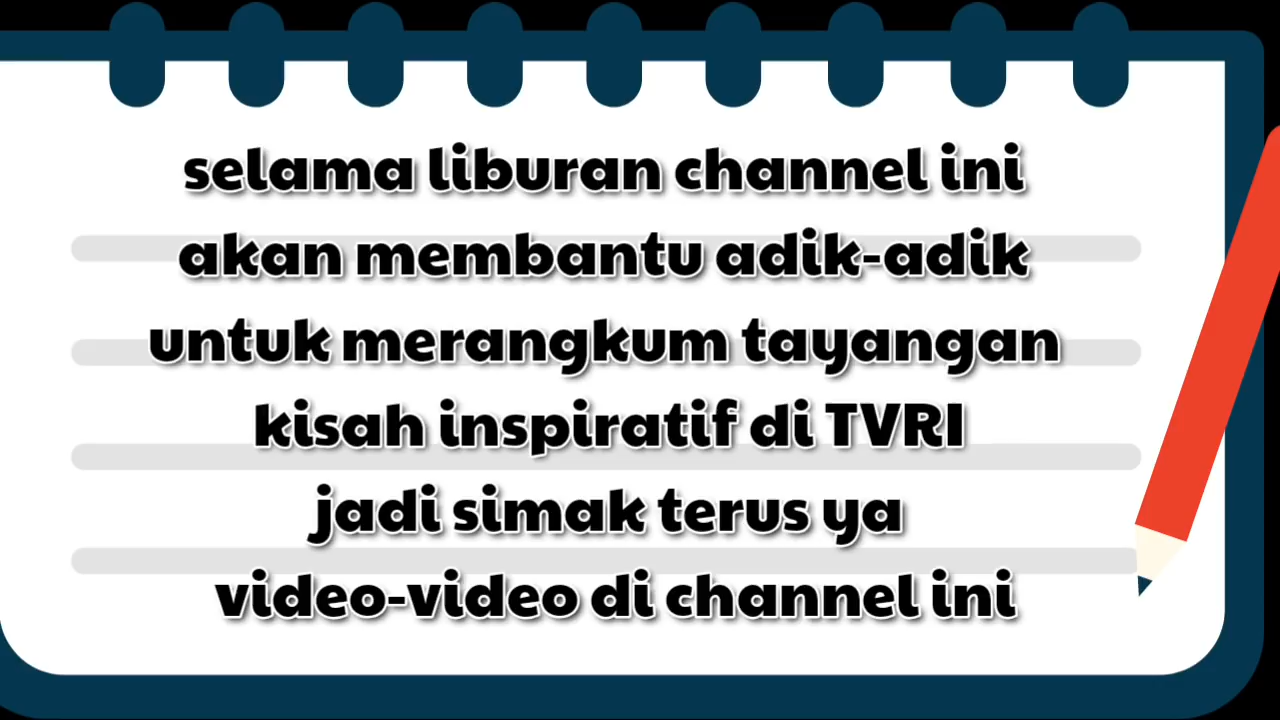 selama liburan channel ini
akan membantu adik-adik
untuk merangkum tayangan
kisah inspiratif di TVRI
jadi simak terus ya
video-video di channel ini